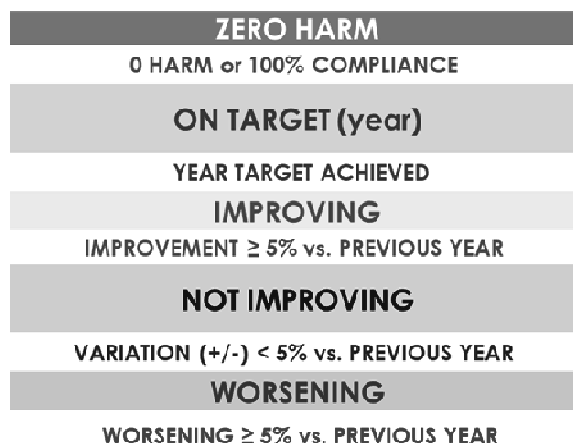 ZERO HARM
0 HARM or 100% COMPLIANCE
ON TARGET (year)
YEAR TARGET ACHIEVED
IMPROVING
IMPROVEMENT ≥ 5% vs. PREVIOUS YEAR
NOT IMPROVING
VARIATION (+/-) < 5% vs. PREVIOUS YEAR
WORSENING
WORSENING ≥ 5% vs. PREVIOUS YEAR